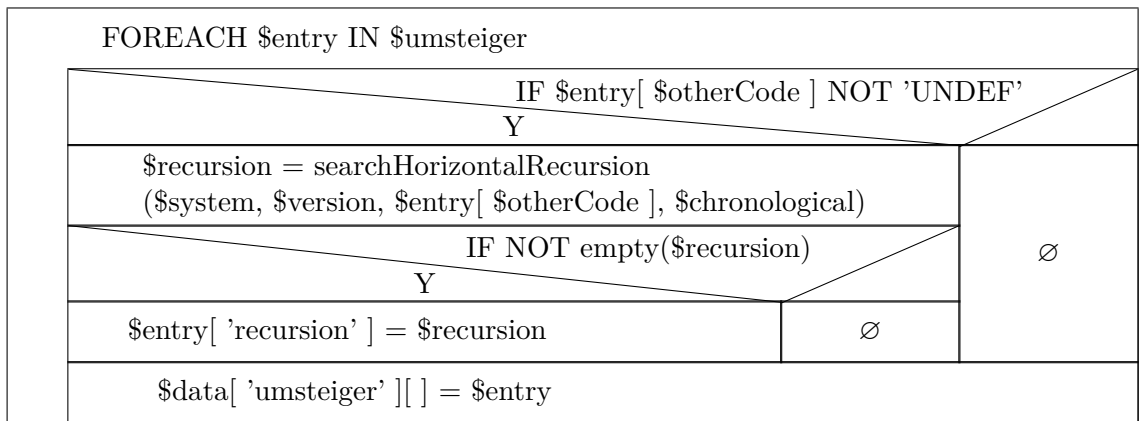 FOREACH $entry IN $umsteiger
IF $entry[ $otherCode ] NOT 'UNDEF'
Y
$recursion = searchHorizontalRecursion
($system, $version, $entry[ $otherCode ], $chronological)
∅
IF NOT empty($recursion)
Y
$entry[ 'recursion' ] = $recursion
∅
$data[ 'umsteiger' ][ ] = $entry